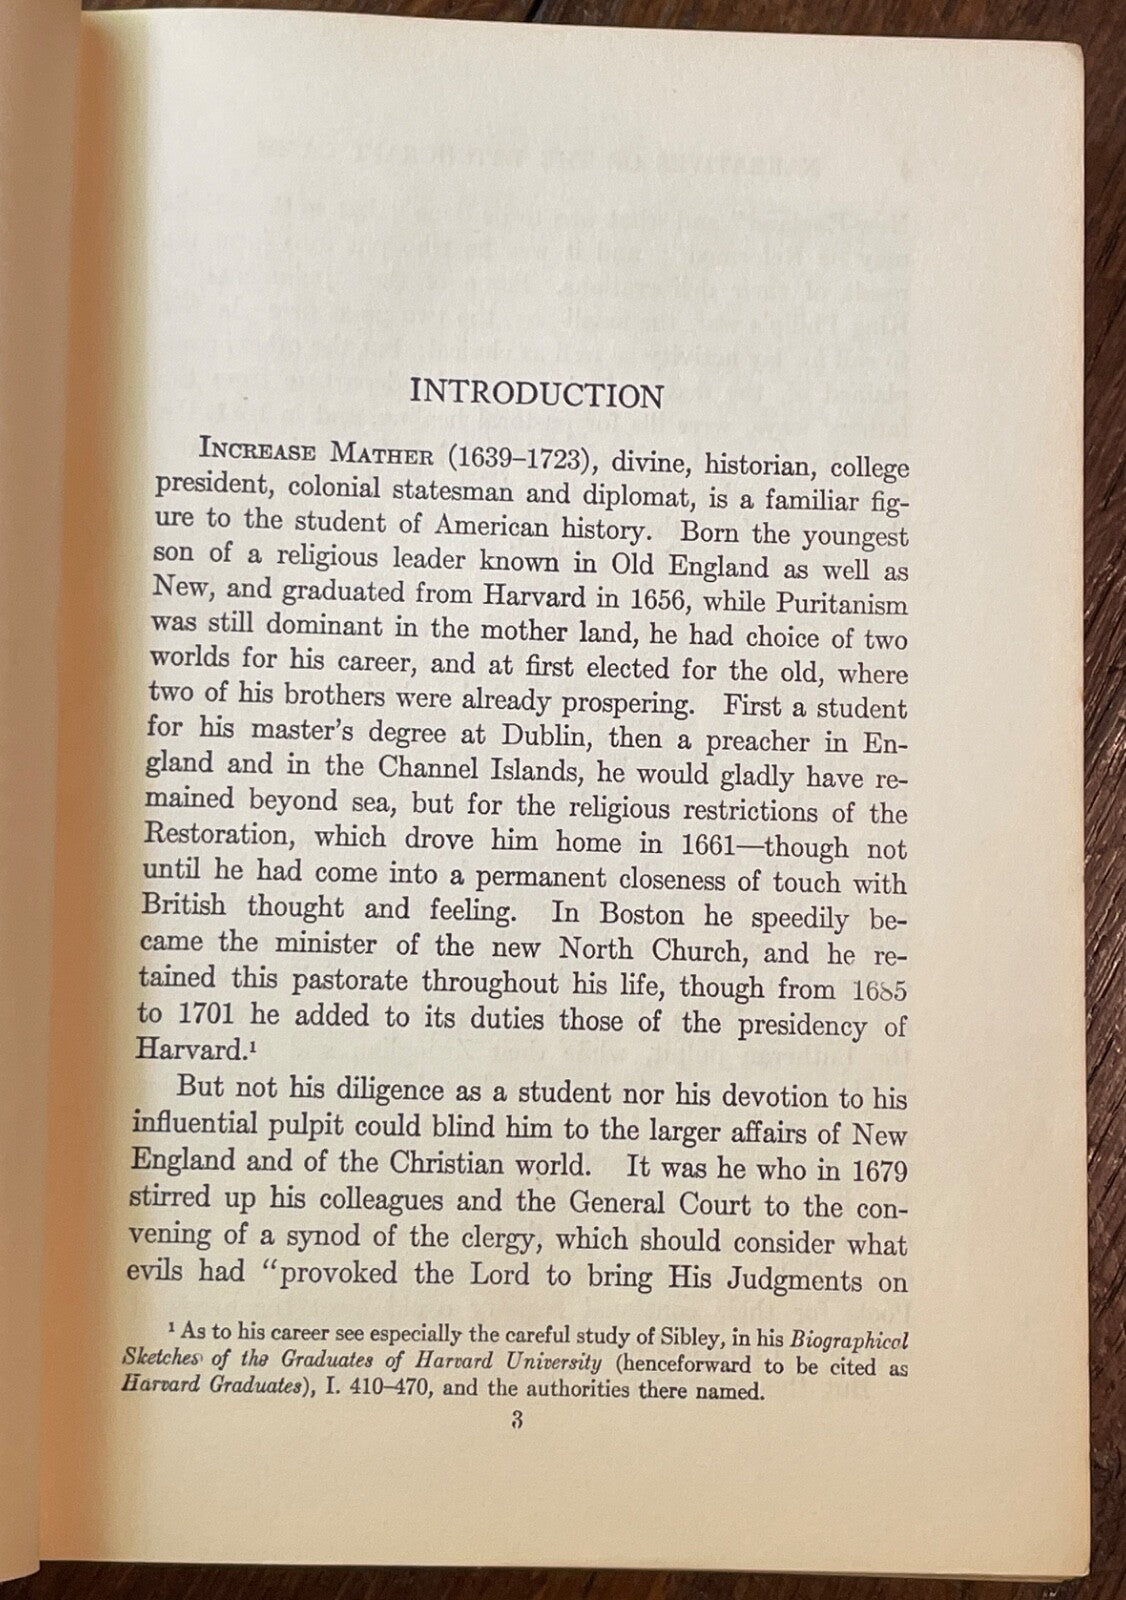 INTRODUCTION
INCREASE MATHER (1639–1723), divine, historian, college
president, colonial statesman and diplomat, is a familiar fig-
ure to the student of American history. Born the youngest
son of a religious leader known in Old England as well as
New, and graduated from Harvard in 1656, while Puritanism
was still dominant in the mother land, he had choice of two
worlds for his career, and at first elected for the old, where
two of his brothers were already prospering. First a student
for his master's degree at Dublin, then a preacher in En-
gland and in the Channel Islands, he would gladly have re-
mained beyond sea, but for the religious restrictions of the
Restoration, which drove him home in 1661—though not
until he had come into a permanent closeness of touch with
British thought and feeling. In Boston he speedily be-
came the minister of the new North Church, and he re-
tained this pastorate throughout his life, though from 1685
to 1701 he added to its duties those of the presidency of
Harvard.¹
But not his diligence as a student nor his devotion to his
influential pulpit could blind him to the larger affairs of New
England and of the Christian world. It was he who in 1679
stirred up his colleagues and the General Court to the con-
vening of a synod of the clergy, which should consider what
evils had "provoked the Lord to bring His Judgments on
¹ As to his career see especially the careful study of Sibley, in his Biographical
Sketches of the Graduates of Harvard University (henceforward to be cited as
Harvard Graduates), I. 410–470, and the authorities there named.
3